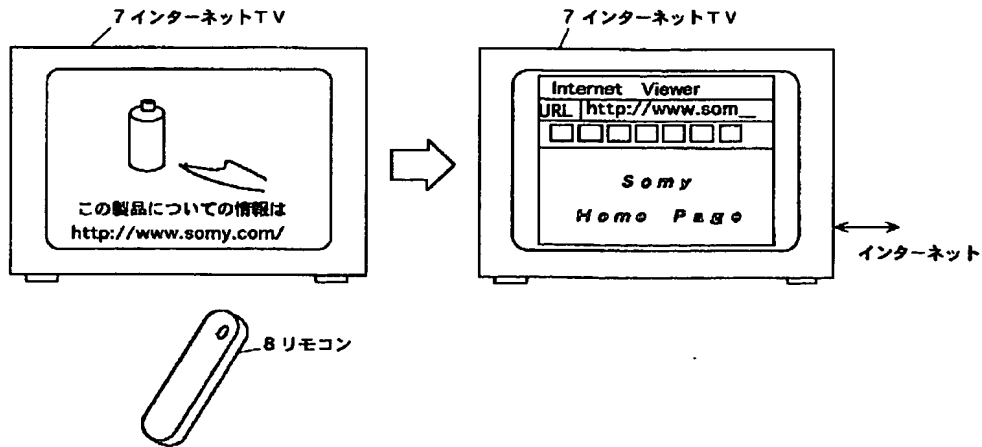 7 インターネットTV
この製品についての情報は
http://www.somy.com/
8 リモコン
7 インターネットTV
Internet Viewer
URL http://www.som__
Somy
Home Page
インターネット